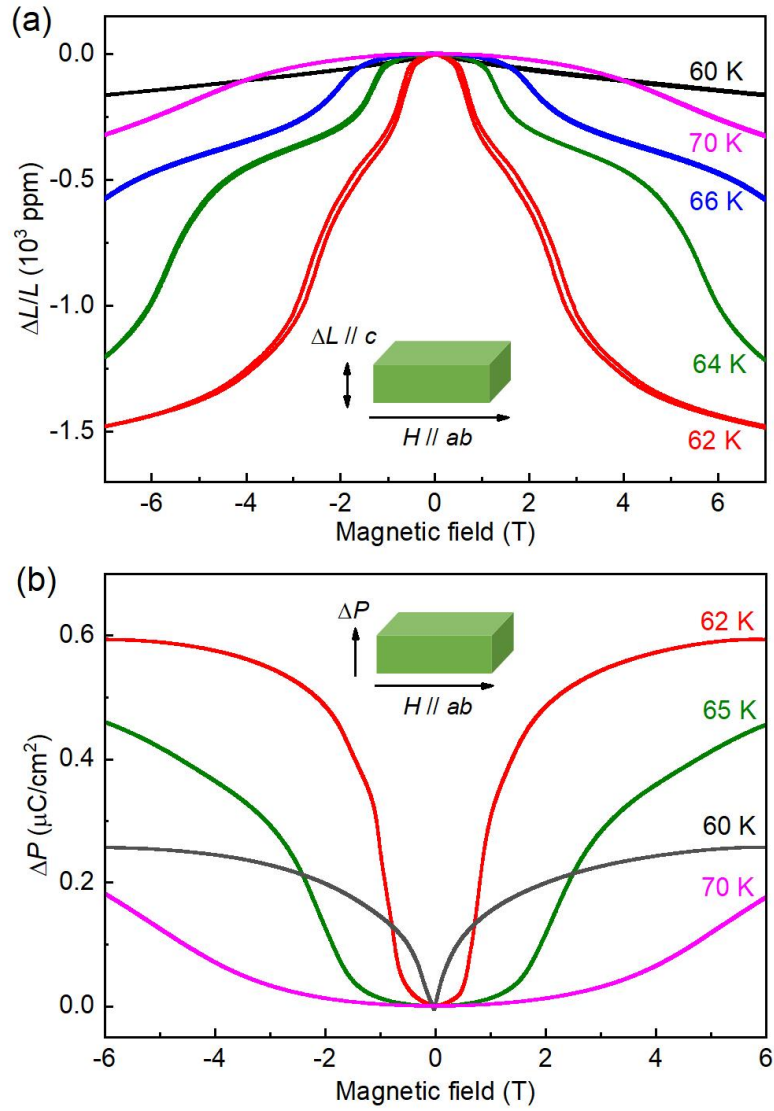 (a)
0.0
-0.5
-1.0
-1.5
ΔL/L (10³ ppm)
60 K
70 K
66 K
64 K
62 K
ΔL // c
H // ab
-6 -4 -2 0 2 4 6
Magnetic field (T)
(b)
0.6
0.4
0.2
0.0
ΔP (μC/cm²)
ΔP
H // ab
62 K
65 K
60 K
70 K
-6 -4 -2 0 2 4 6
Magnetic field (T)